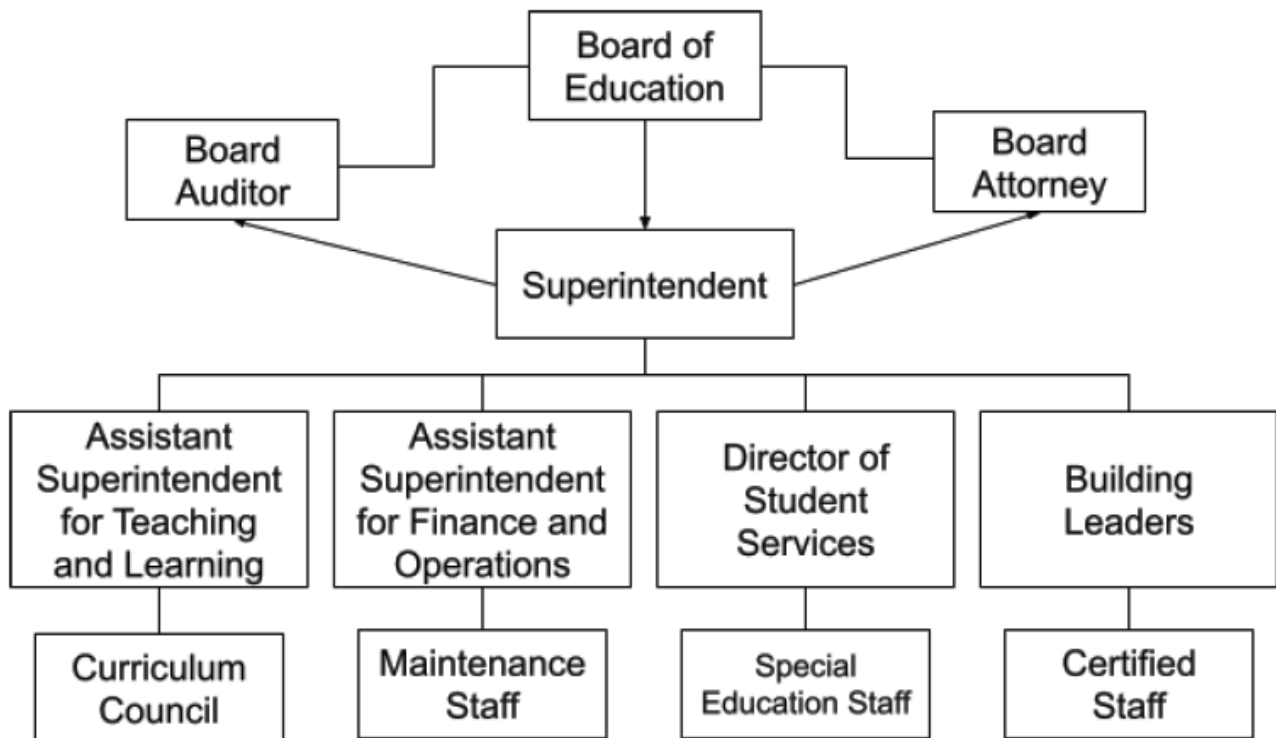 Board of
Education
Board
Auditor
Board
Attorney
Superintendent
Assistant
Superintendent
for Teaching
and Learning
Assistant
Superintendent
for Finance and
Operations
Director of
Student
Services
Building
Leaders
Curriculum
Council
Maintenance
Staff
Special
Education Staff
Certified
Staff